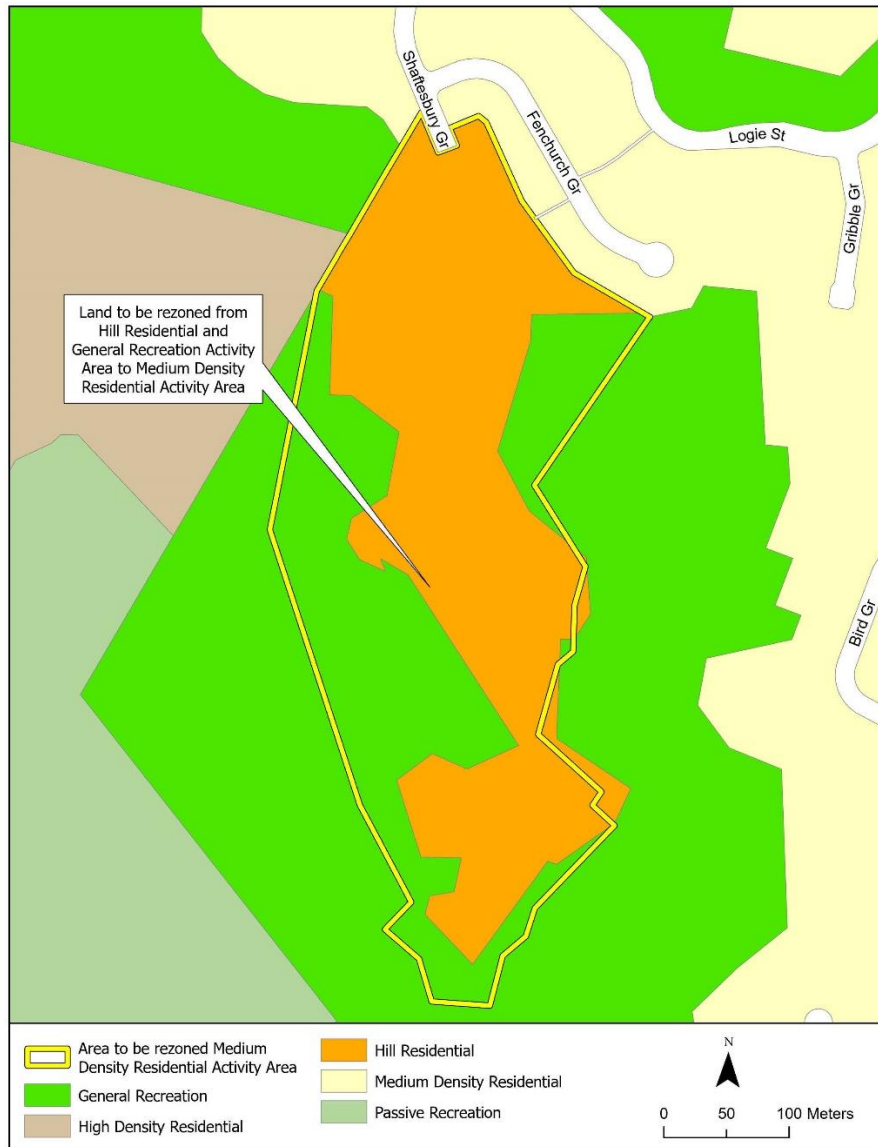 Shaftesbury Gr
Fenchurch Gr
Logie St
Gribble Gr
Land to be rezoned from
Hill Residential and
General Recreation Activity
Area to Medium Density
Residential Activity Area
Bird Gr
Area to be rezoned Medium
Density Residential Activity Area
General Recreation
High Density Residential
Hill Residential
Medium Density Residential
Passive Recreation
N
0 50 100 Meters